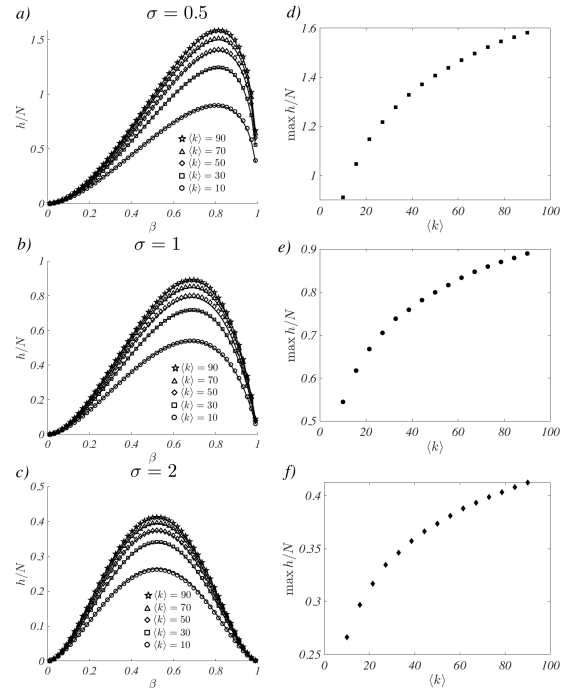 a)
σ = 0.5
h/N
1.5
1
0.5
0
⟨k⟩ = 90
⟨k⟩ = 70
⟨k⟩ = 50
⟨k⟩ = 30
⟨k⟩ = 10
0 0.2 0.4 0.6 0.8 1
β
d)
max h/N
1.6
1.4
1.2
1
0 20 40 60 80 100
⟨k⟩
b)
σ = 1
h/N
1
0.8
0.6
0.4
0.2
0
⟨k⟩ = 90
⟨k⟩ = 70
⟨k⟩ = 50
⟨k⟩ = 30
⟨k⟩ = 10
0 0.2 0.4 0.6 0.8 1
β
e)
max h/N
0.9
0.8
0.7
0.6
0.5
0 20 40 60 80 100
⟨k⟩
c)
σ = 2
h/N
0.5
0.4
0.3
0.2
0.1
0
⟨k⟩ = 90
⟨k⟩ = 70
⟨k⟩ = 50
⟨k⟩ = 30
⟨k⟩ = 10
0 0.2 0.4 0.6 0.8 1
β
f)
max h/N
0.4
0.35
0.3
0.25
0 20 40 60 80 100
⟨k⟩